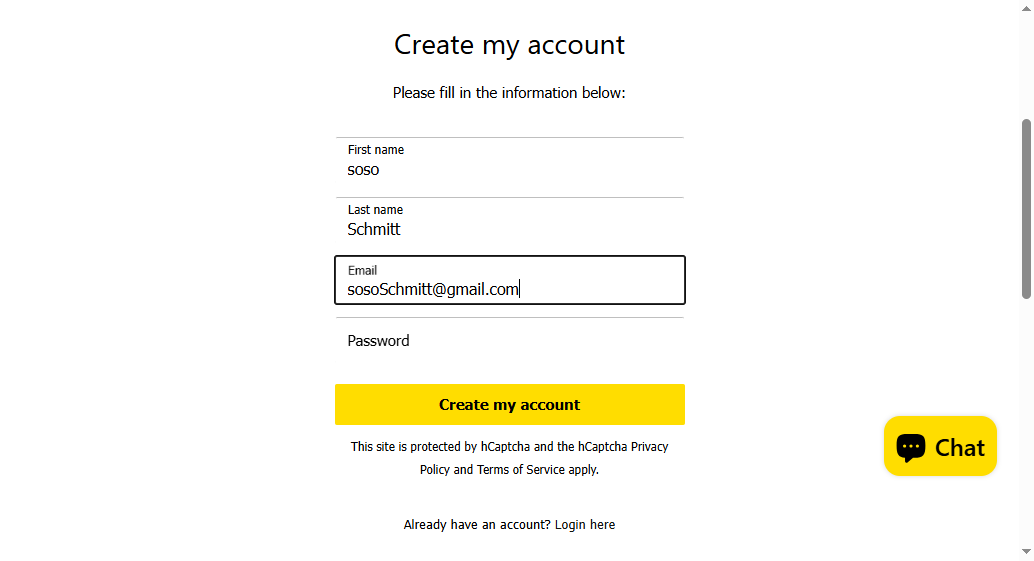 Create my account
Please fill in the information below:
First name
soso
Last name
Schmitt
Email
sosoSchmitt@gmail.com
Password
Create my account
This site is protected by hCaptcha and the hCaptcha Privacy
Policy and Terms of Service apply.
Chat
Already have an account? Login here